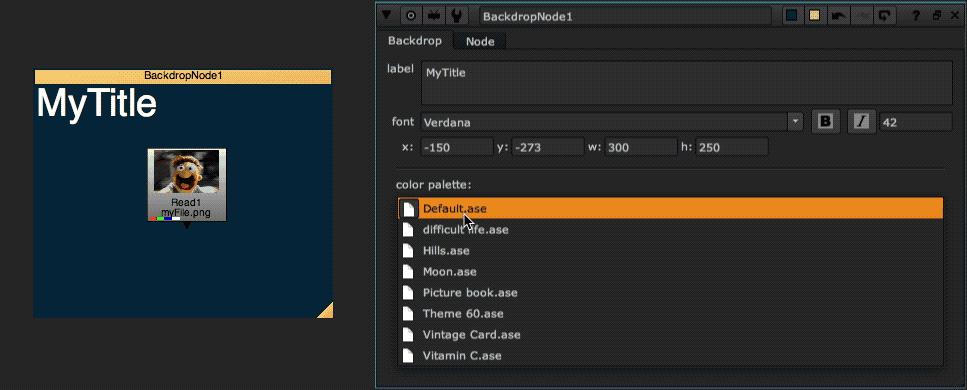 BackdropNode1
MyTitle
Read1
myFile.png
BackdropNode1
?
Backdrop
Node
label
MyTitle
font
Verdana
B
I
42
x:
-150
y:
-273
w:
300
h:
250
color palette:
Default.ase
difficult life.ase
Hills.ase
Moon.ase
Picture book.ase
Theme 60.ase
Vintage Card.ase
Vitamin C.ase